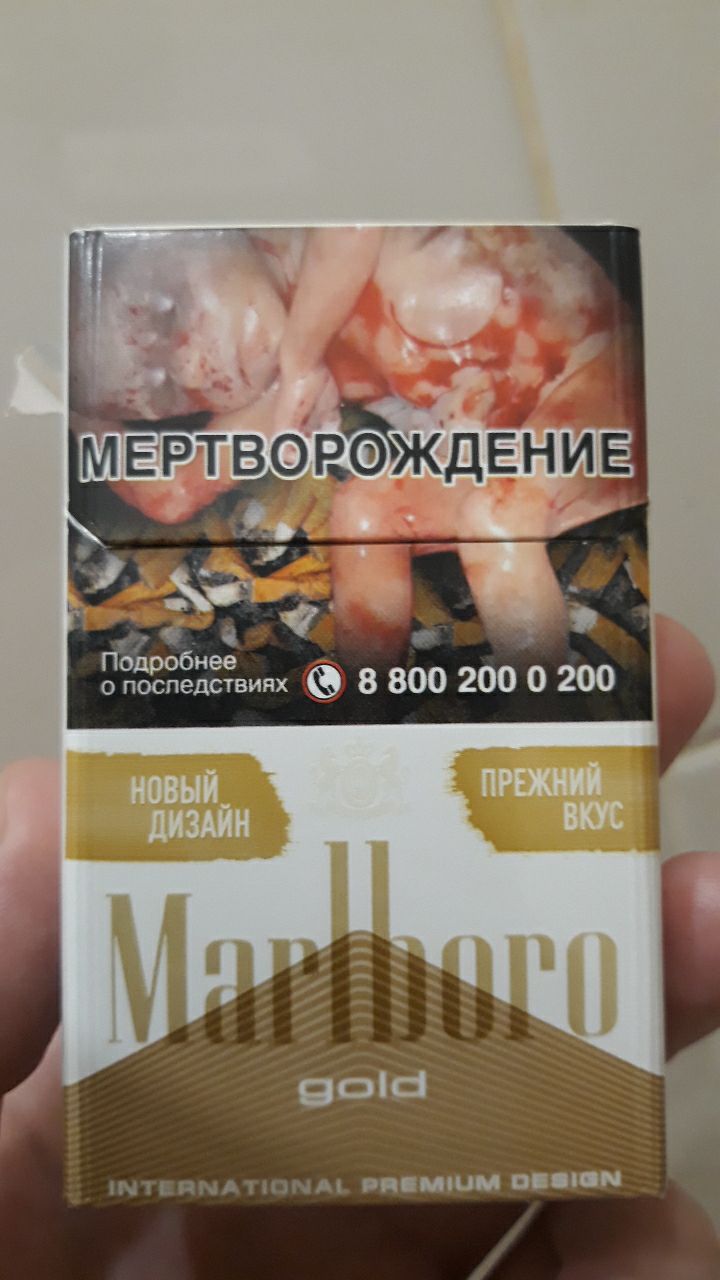 МЕРТВОРОЖДЕНИЕ
Подробнее
о последствиях 8 800 200 0 200
НОВЫЙ
ДИЗАЙН
ПРЕЖНИЙ
ВКУС
Marlboro
gold
INTERNATIONAL PREMIUM DESIGN